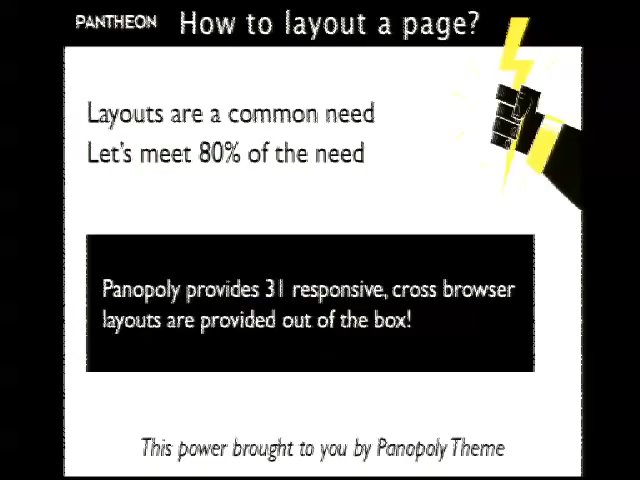 PANTHEON How to layout a page?
Layouts are a common need
Let's meet 80% of the need
Panopoly provides 31 responsive, cross browser
layouts are provided out of the box!
This power brought to you by Panopoly Theme